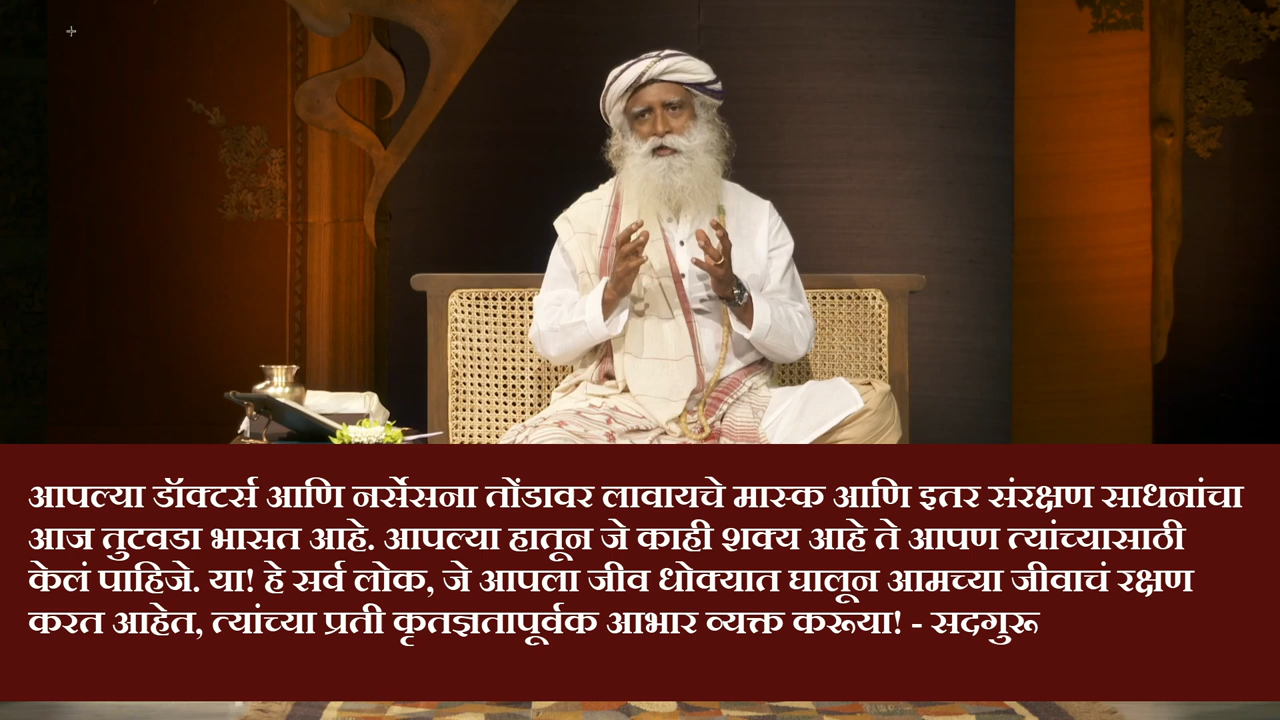 आपल्या डॉक्टर्स आणि नर्सेसना तोंडावर लावायचे मास्क आणि इतर संरक्षण साधनांचा
आज तुटवडा भासत आहे. आपल्या हातून जे काही शक्य आहे ते आपण त्यांच्यासाठी
केलं पाहिजे. या! हे सर्व लोक, जे आपला जीव धोक्यात घालून आमच्या जीवाचं रक्षण
करत आहेत, त्यांच्या प्रती कृतज्ञतापूर्वक आभार व्यक्त करूया! - सदगुरू